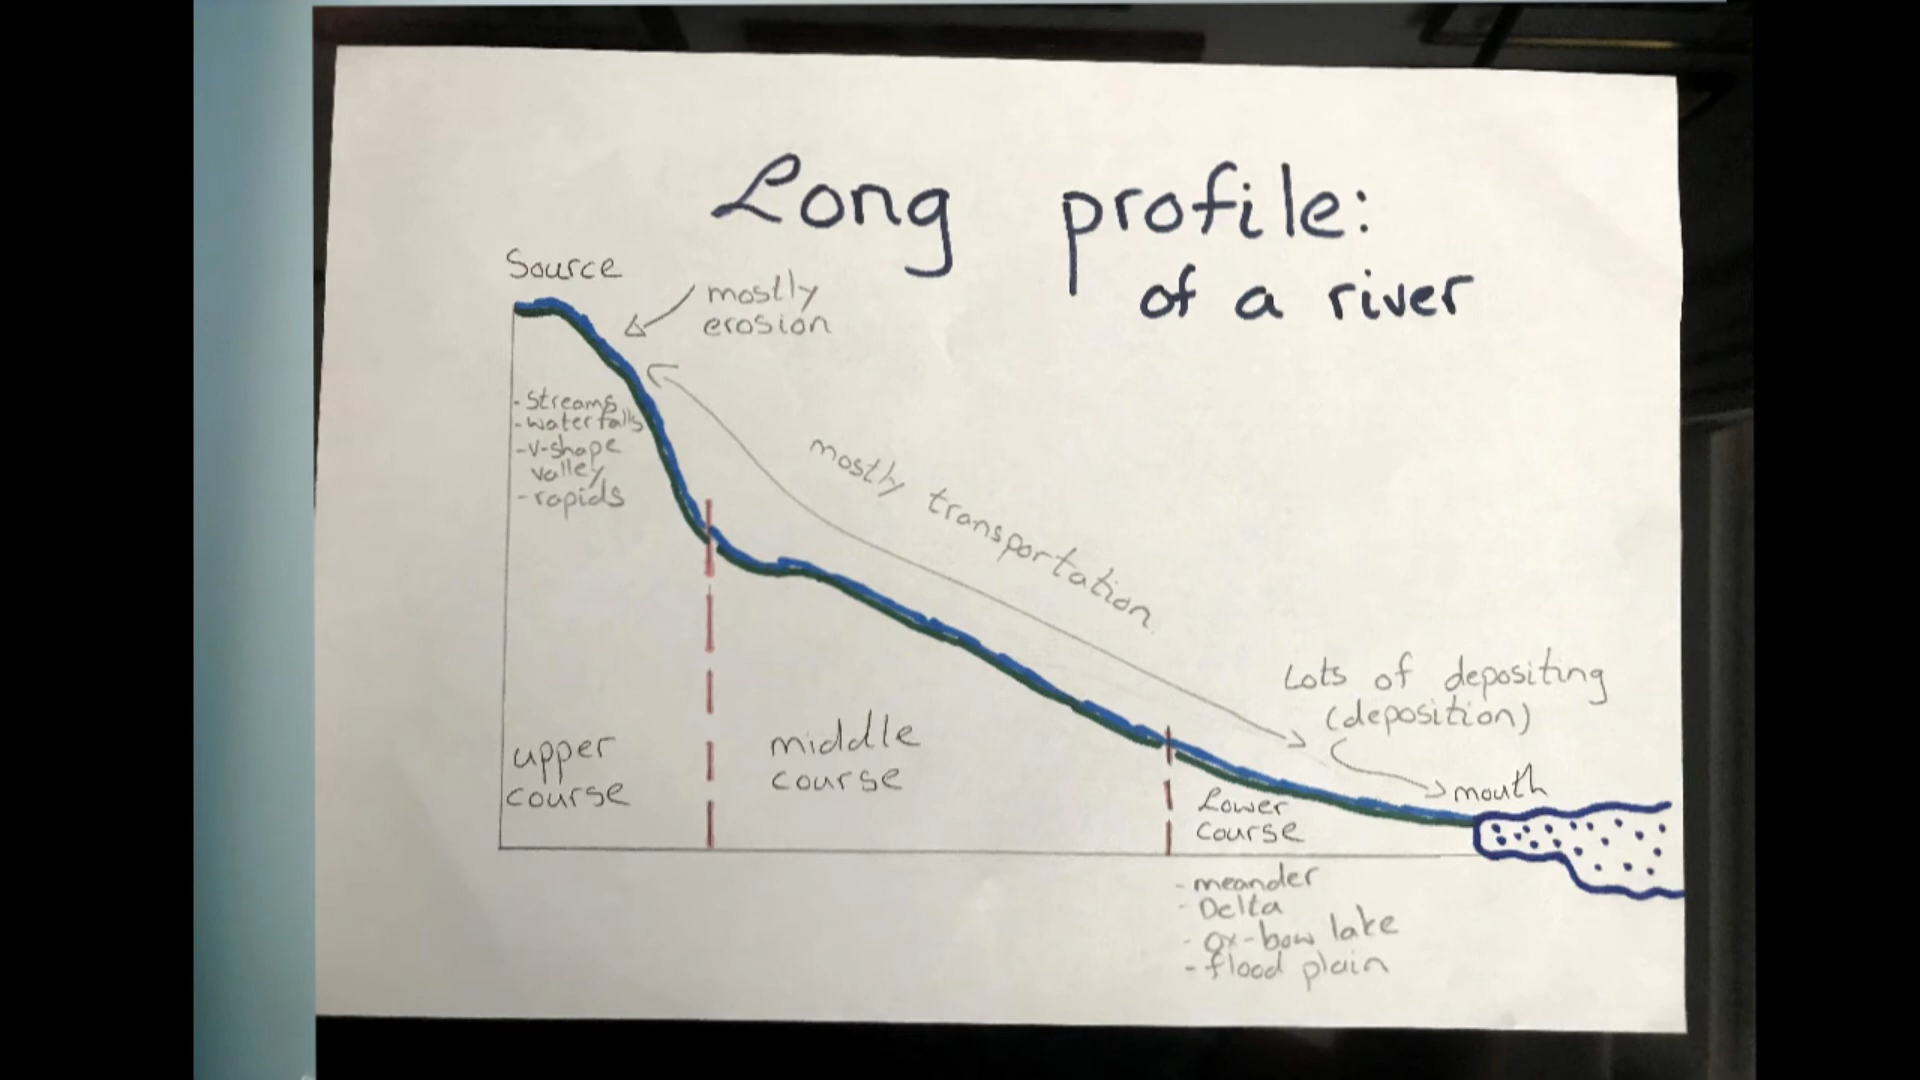 Long profile:
of a river
Source
mostly
erosion
- Streams
- waterfalls
- V-shape
valley
- rapids
mostly transportation
Lots of depositing
(deposition)
mouth
upper
course
middle
course
Lower
course
- meander
- Delta
- ox-bow lake
- flood plain